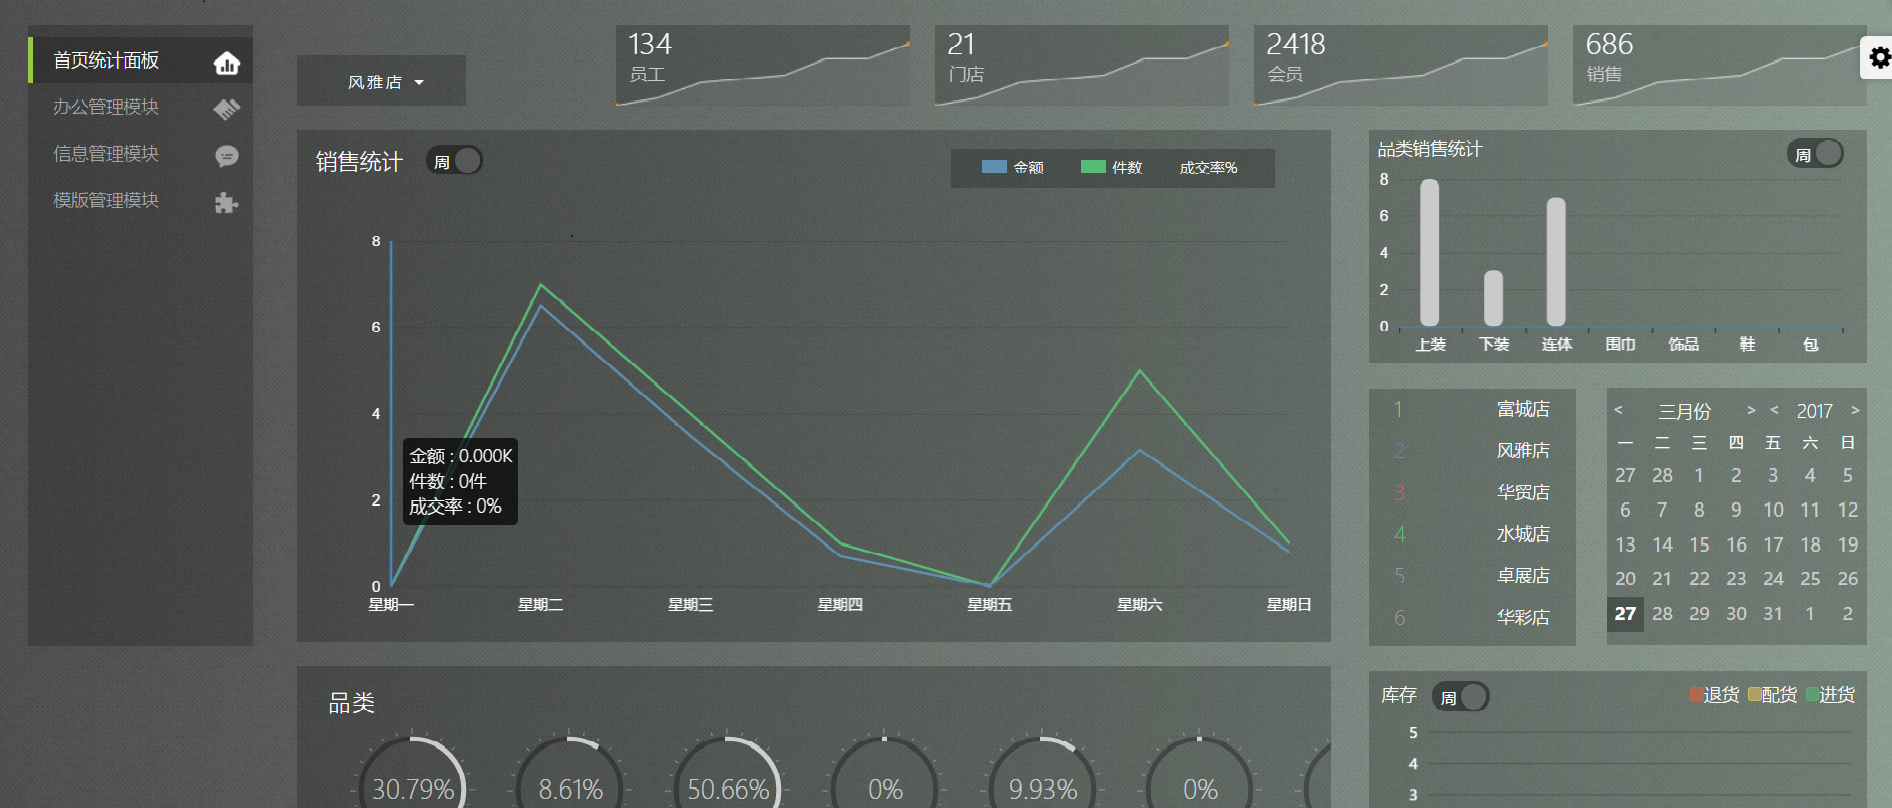 首页统计面板
办公管理模块
信息管理模块
模版管理模块
风雅店
134
员工
21
门店
2418
会员
686
销售
销售统计 周
金额 件数 成交率%
8
6
4
2
0
金额 : 0.000K
件数 : 0件
成交率 : 0%
星期一 星期二 星期三 星期四 星期五 星期六 星期日
品类销售统计 周
8
6
4
2
0
上装 下装 连体 围巾 饰品 鞋 包
1 富城店
2 风雅店
3 华贸店
4 水城店
5 卓展店
6 华彩店
< 三月份 > < 2017 >
一 二 三 四 五 六 日
27 28 1 2 3 4 5
6 7 8 9 10 11 12
13 14 15 16 17 18 19
20 21 22 23 24 25 26
27 28 29 30 31 1 2
品类
30.79% 8.61% 50.66% 0% 9.93% 0%
库存 周 退货 配货 进货
5
4
3